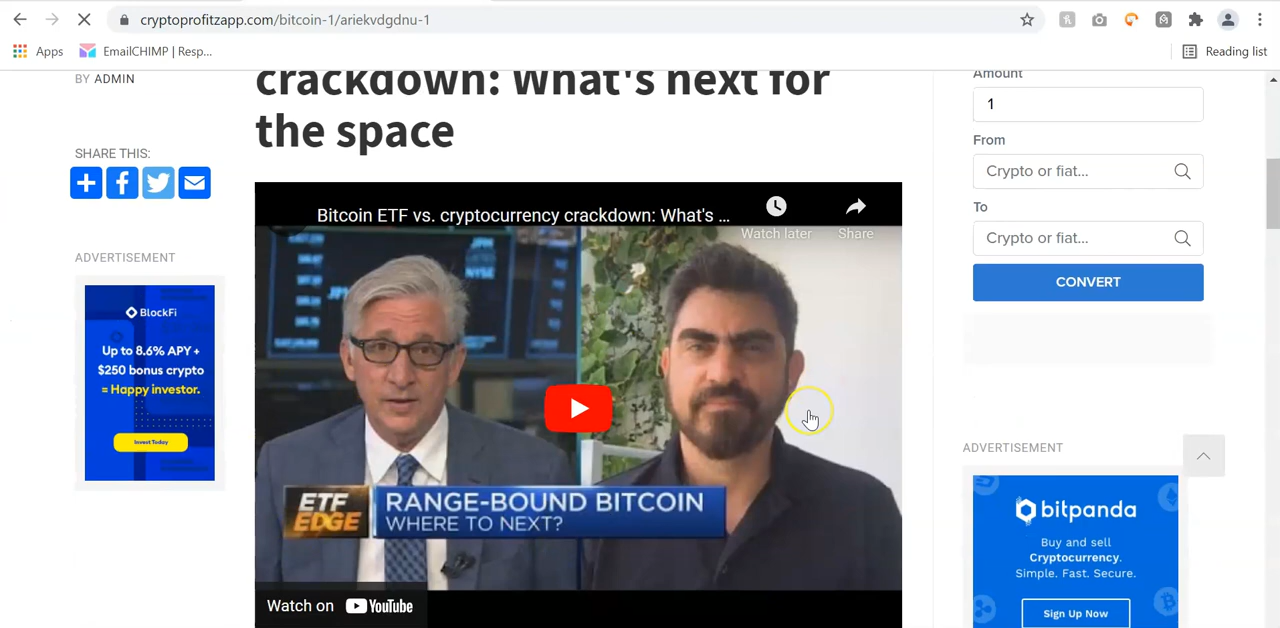 cryptoprofitzapp.com/bitcoin-1/ariekvdgdnu-1
Apps
EmailCHIMP | Resp...
Reading list
BY ADMIN
SHARE THIS:
ADVERTISEMENT
BlockFi
Up to 8.6% APY +
$250 bonus crypto
= Happy investor.
Invest Today
crackdown: What's next for
the space
Bitcoin ETF vs. cryptocurrency crackdown: What's ...
Watch later
Share
ETF
EDGE
RANGE-BOUND BITCOIN
WHERE TO NEXT?
Watch on YouTube
Amount
1
From
Crypto or fiat...
To
Crypto or fiat...
CONVERT
ADVERTISEMENT
bitpanda
Buy and sell
Cryptocurrency.
Simple. Fast. Secure.
Sign Up Now